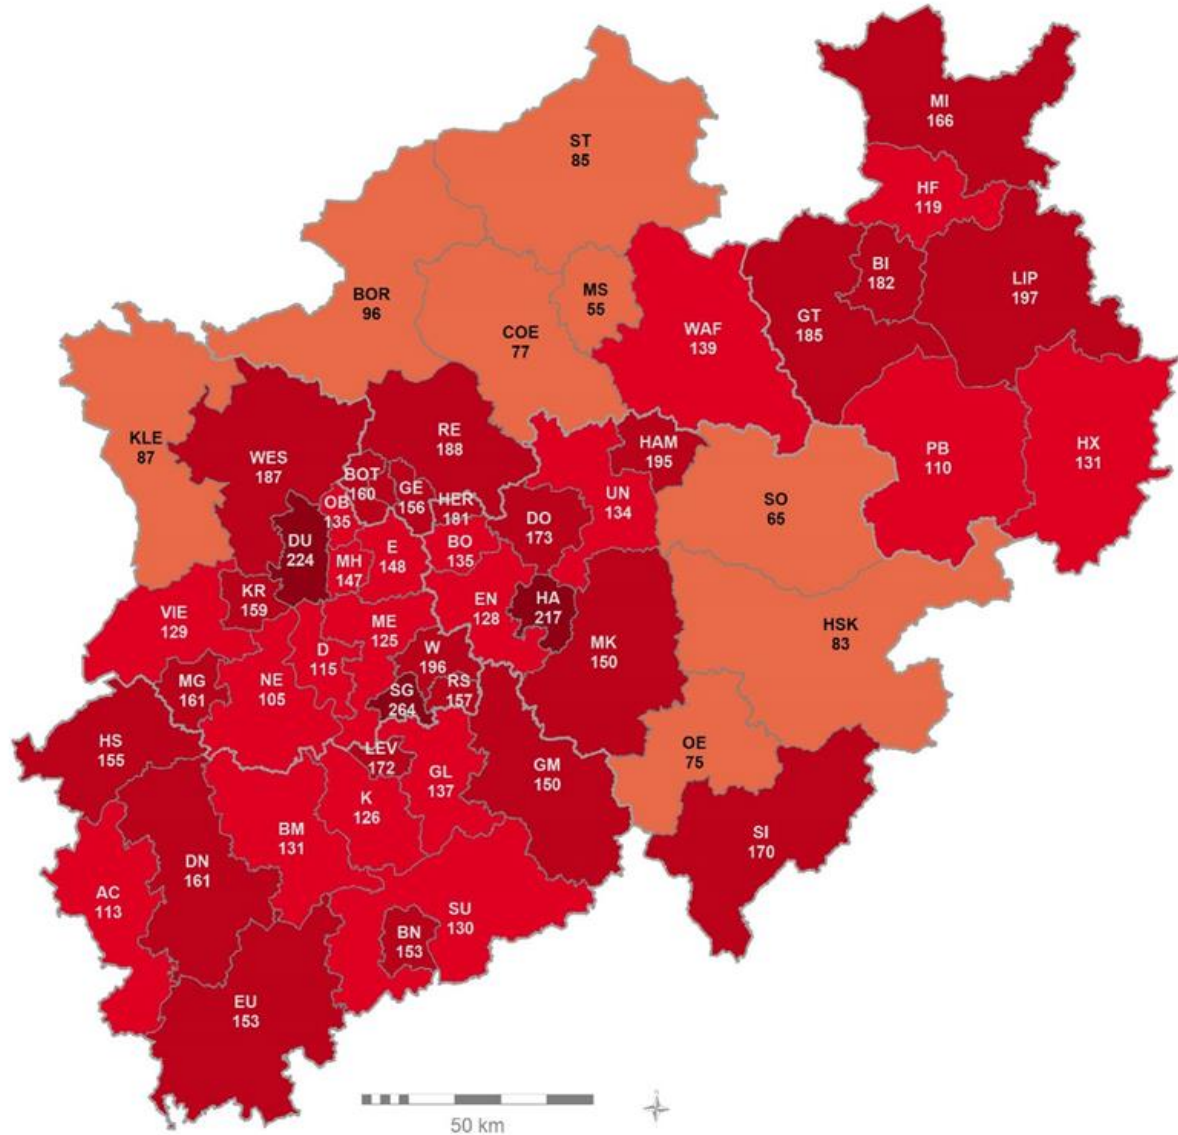 MI
166
ST
85
HF
119
BI
182
LIP
197
MS
55
BOR
96
GT
185
WAF
139
COE
77
RE
188
KLE
87
HAM
195
PB
110
HX
131
WES
187
BOT
160
GE
156
UN
134
SO
65
OB
135
HER
181
DO
173
DU
224
BO
135
E
148
MH
147
KR
159
EN
128
HA
217
VIE
129
ME
125
HSK
83
MK
150
D
115
W
196
MG
161
NE
105
RS
157
SG
264
HS
155
OE
75
LEV
172
GL
137
GM
150
K
126
BM
131
SI
170
DN
161
AC
113
SU
130
BN
153
EU
153
50 km